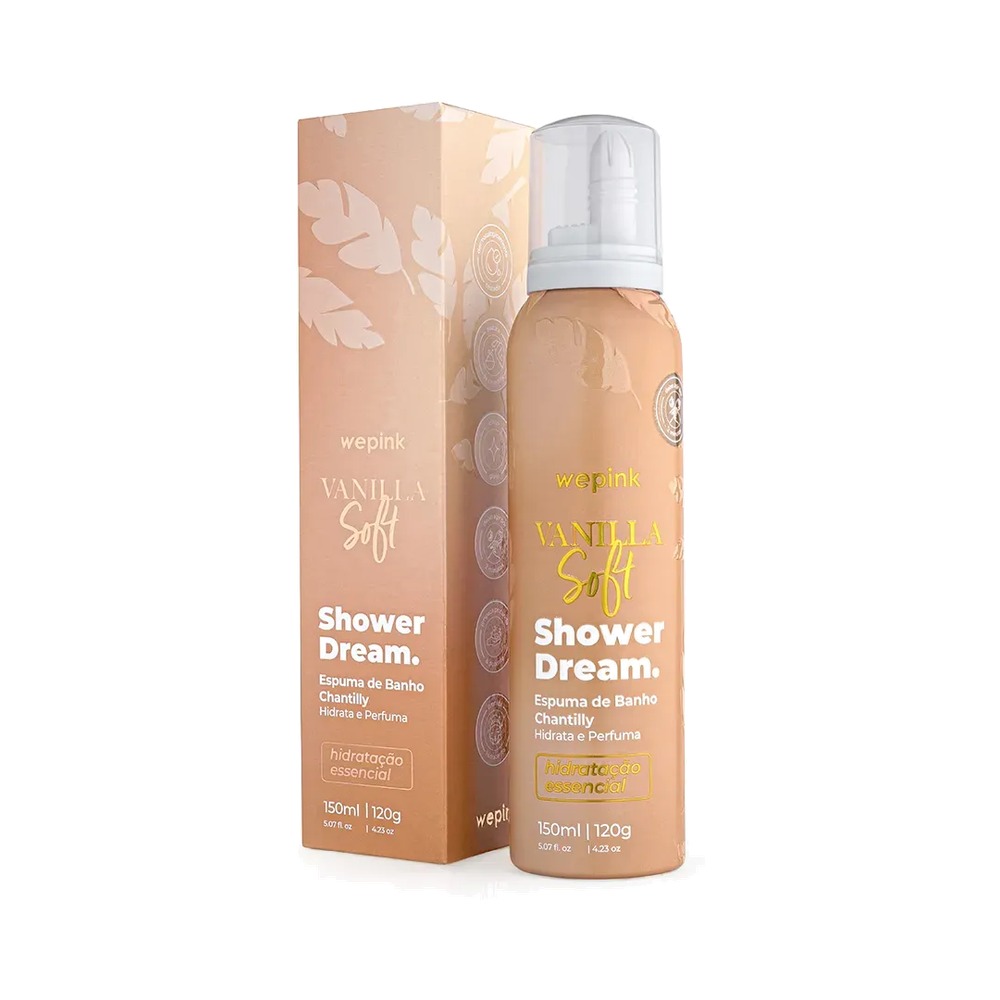 wepink
VANILLA
Soft
Shower
Dream.
Espuma de Banho
Chantilly
Hidrata e Perfuma
hidratação
essencial
150ml | 120g
5.07 fl. oz | 4.23 oz
wepink
VANILLA
Soft
Shower
Dream.
Espuma de Banho
Chantilly
Hidrata e Perfuma
hidratação
essencial
150ml | 120g
5.07 fl. oz | 4.23 oz